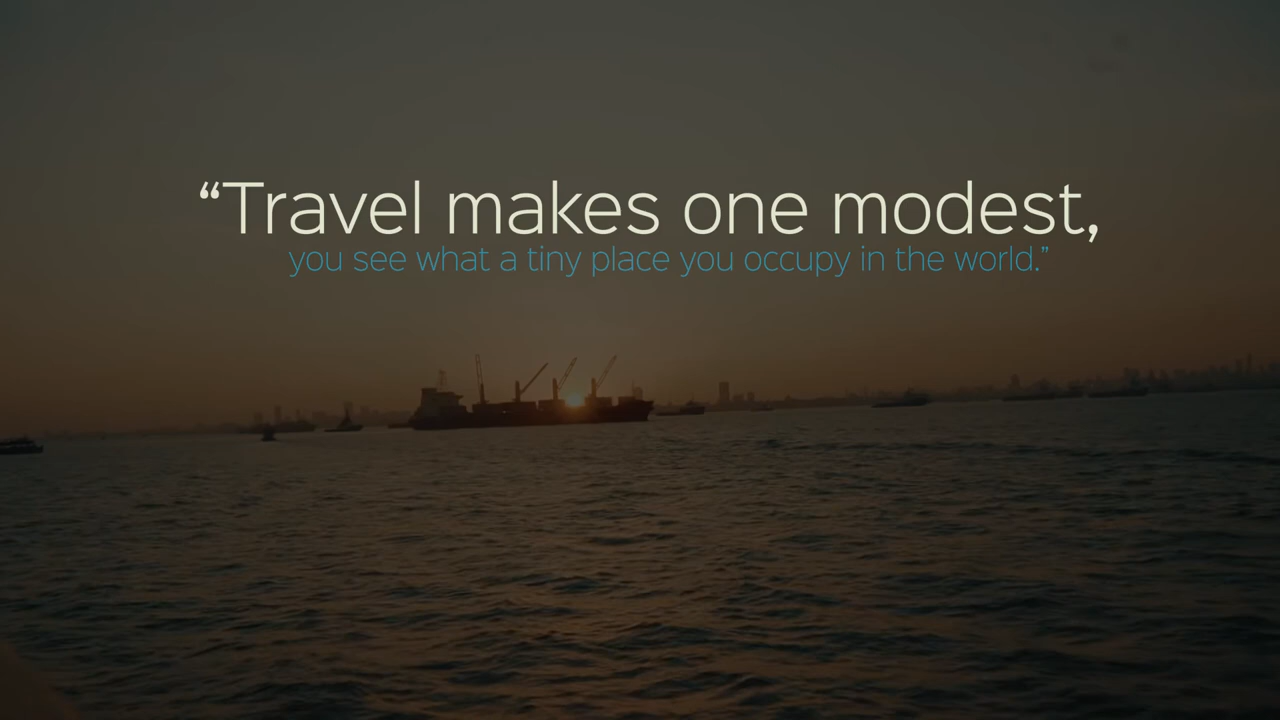 “Travel makes one modest,
you see what a tiny place you occupy in the world.”